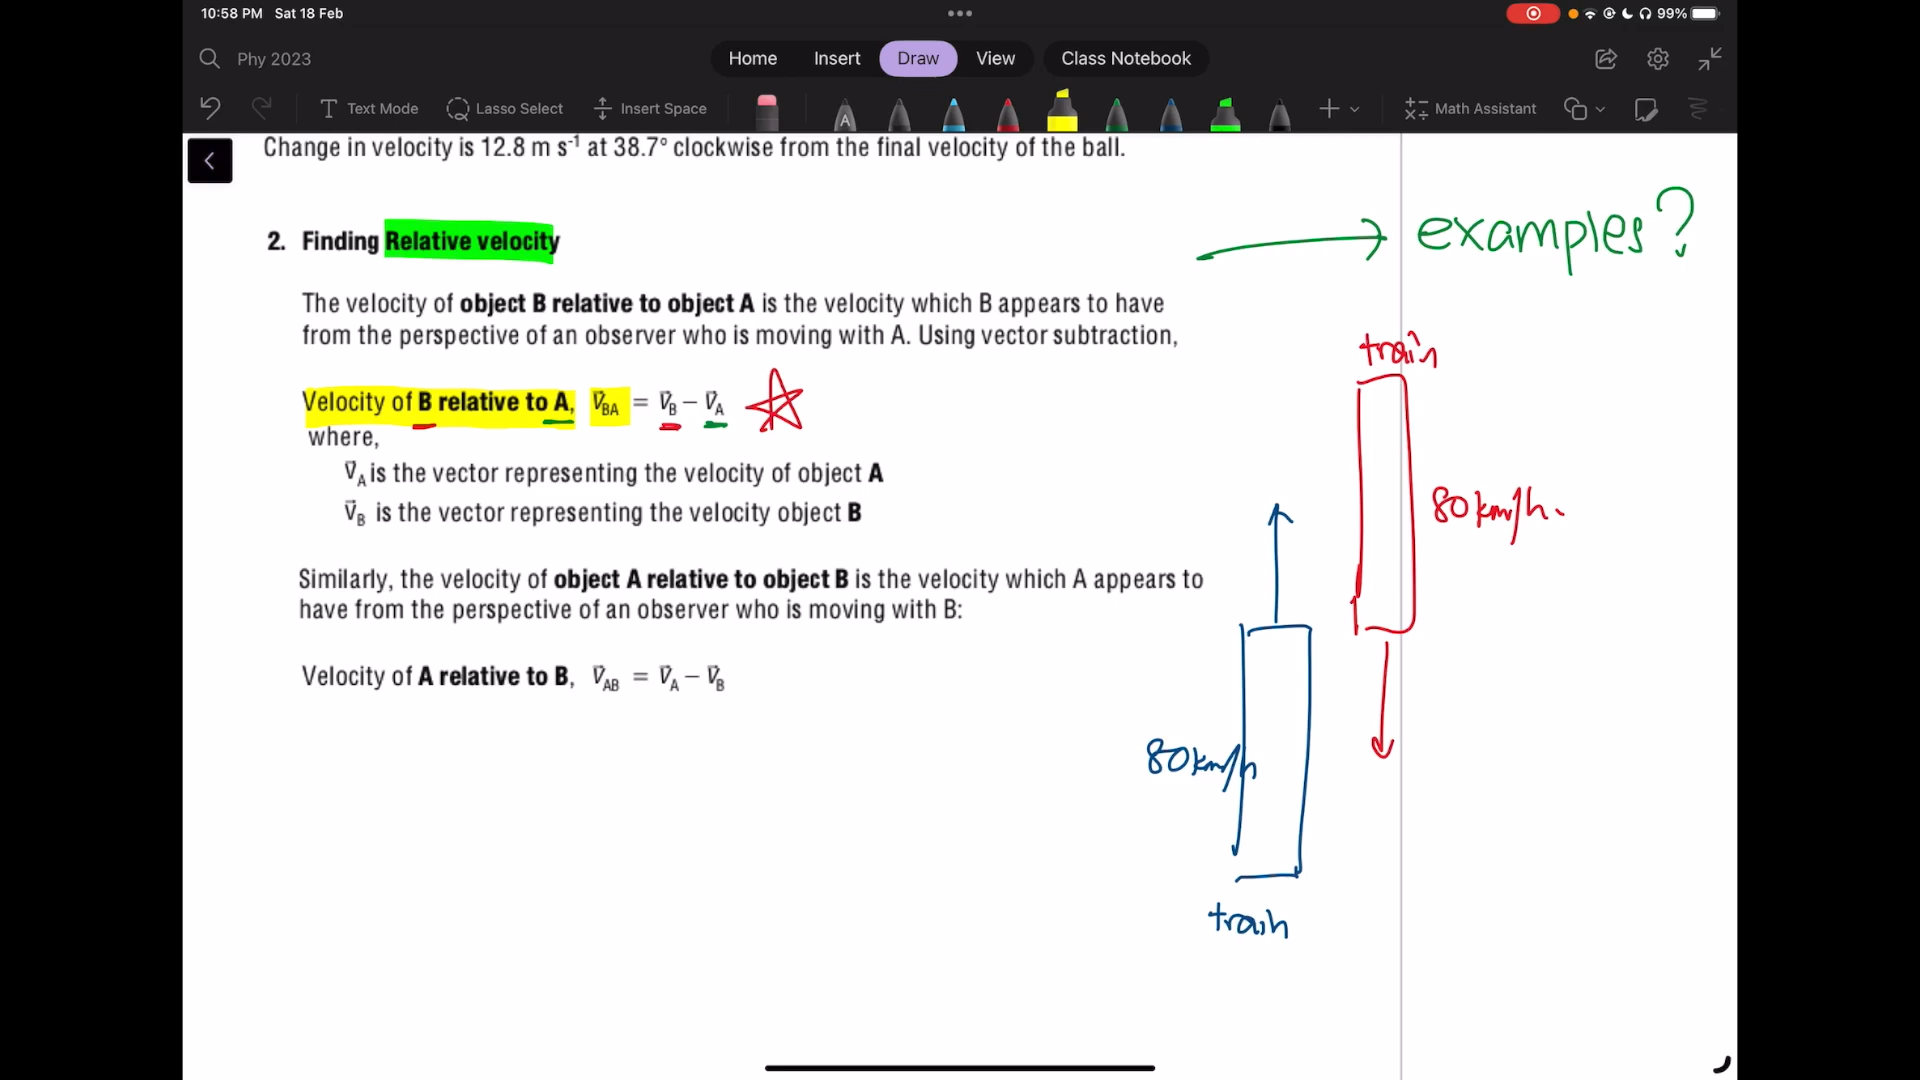 10:58 PM Sat 18 Feb
99%
Phy 2023
Home Insert Draw View Class Notebook
Text Mode Lasso Select Insert Space
A
Math Assistant
Change in velocity is 12.8 m s⁻¹ at 38.7° clockwise from the final velocity of the ball.
examples?
2. Finding Relative velocity
The velocity of object B relative to object A is the velocity which B appears to have
from the perspective of an observer who is moving with A. Using vector subtraction,
train
Velocity of B relative to A, V⃗BA = V⃗B − V⃗A
where,
V⃗A is the vector representing the velocity of object A
80km/h.
V⃗B is the vector representing the velocity object B
Similarly, the velocity of object A relative to object B is the velocity which A appears to
have from the perspective of an observer who is moving with B:
Velocity of A relative to B, V⃗AB = V⃗A − V⃗B
80km/h
train